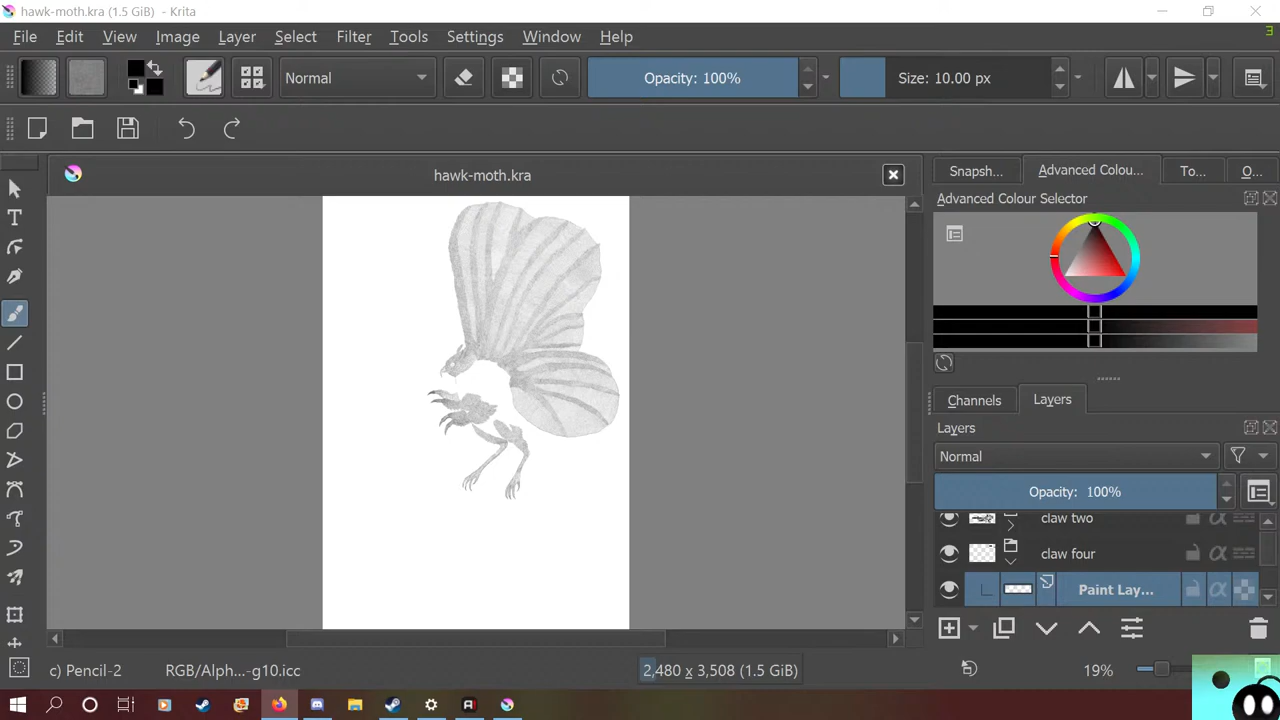 hawk-moth.kra (1.5 GiB) - Krita
File Edit View Image Layer Select Filter Tools Settings Window Help
3
Normal
Opacity: 100%
Size: 10.00 px
hawk-moth.kra
Snapsh...
Advanced Colou...
To...
O...
Advanced Colour Selector
Channels
Layers
Layers
Normal
Opacity: 100%
claw two
claw four
Paint Lay...
c) Pencil-2
RGB/Alph...-g10.icc
2,480 x 3,508 (1.5 GiB)
19%